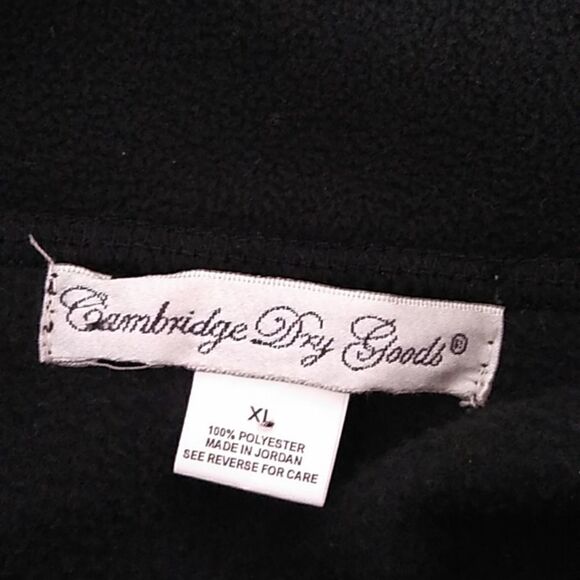 Cambridge Dry Goods®
XL
100% POLYESTER
MADE IN JORDAN
SEE REVERSE FOR CARE